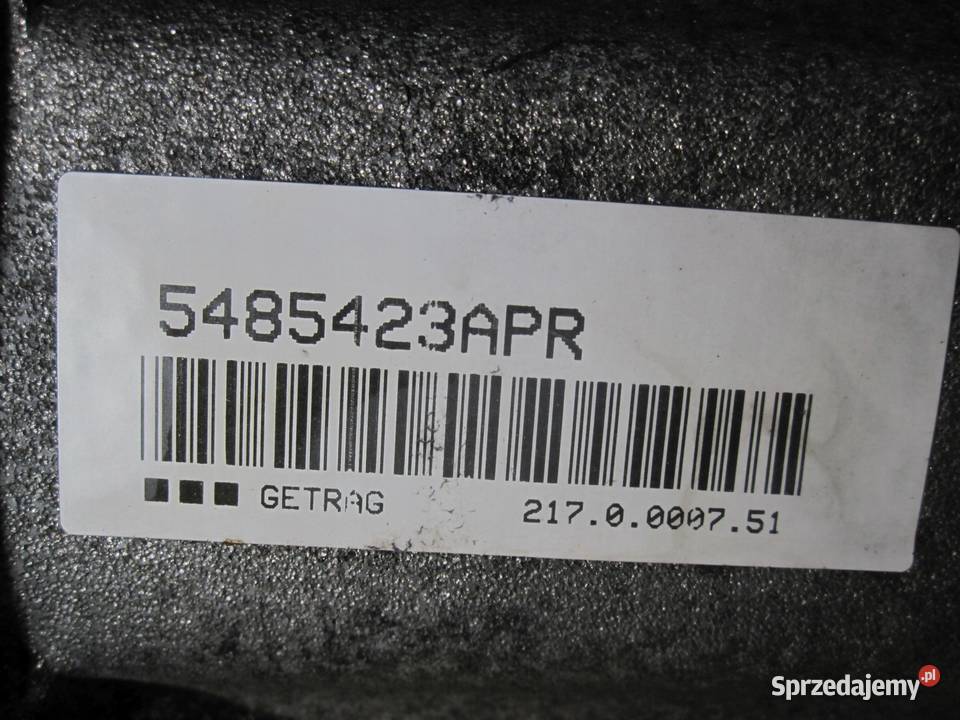 5485423APR
GETRAG 217.0.0007.51
Sprzedajemy.pl